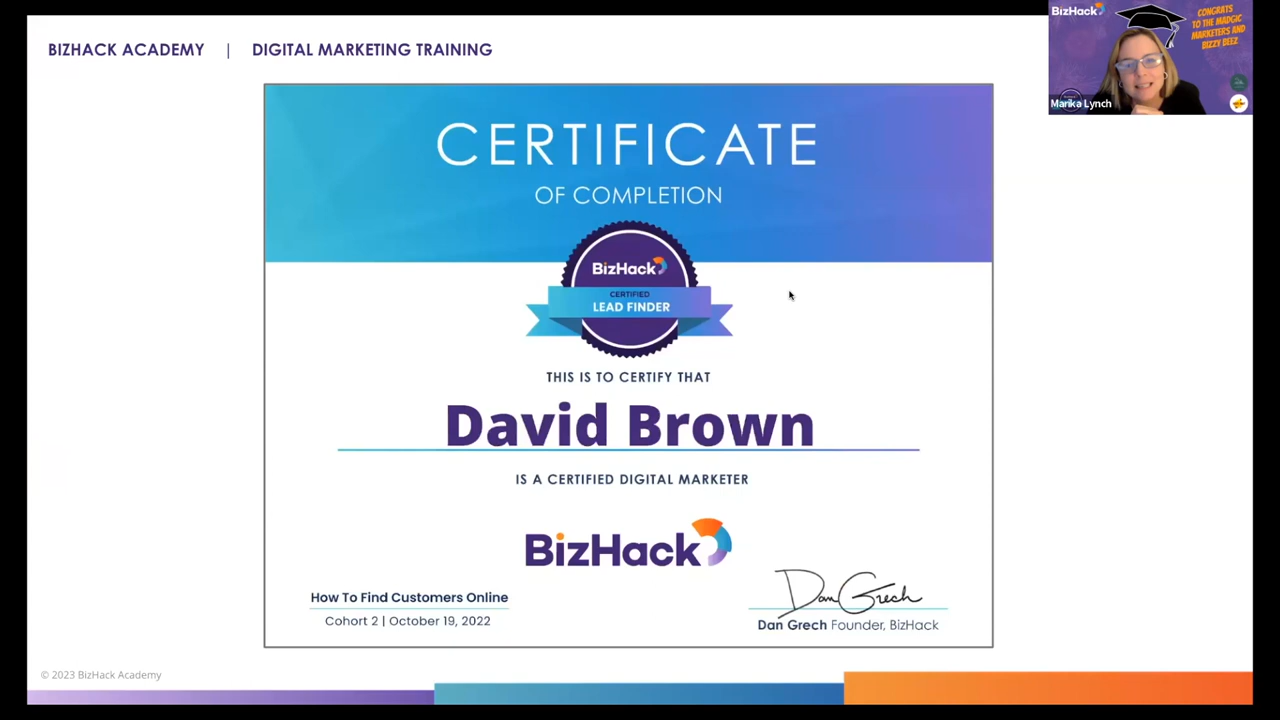 BIZHACK ACADEMY | DIGITAL MARKETING TRAINING
BizHack
CONGRATS
TO THE MADGIC
MARKETERS AND
BIZZY BEEZ
Marika Lynch
CERTIFICATE
OF COMPLETION
BizHack
CERTIFIED
LEAD FINDER
THIS IS TO CERTIFY THAT
David Brown
IS A CERTIFIED DIGITAL MARKETER
BizHack
How To Find Customers Online
Cohort 2 | October 19, 2022
Dan Grech
Dan Grech Founder, BizHack
© 2023 BizHack Academy